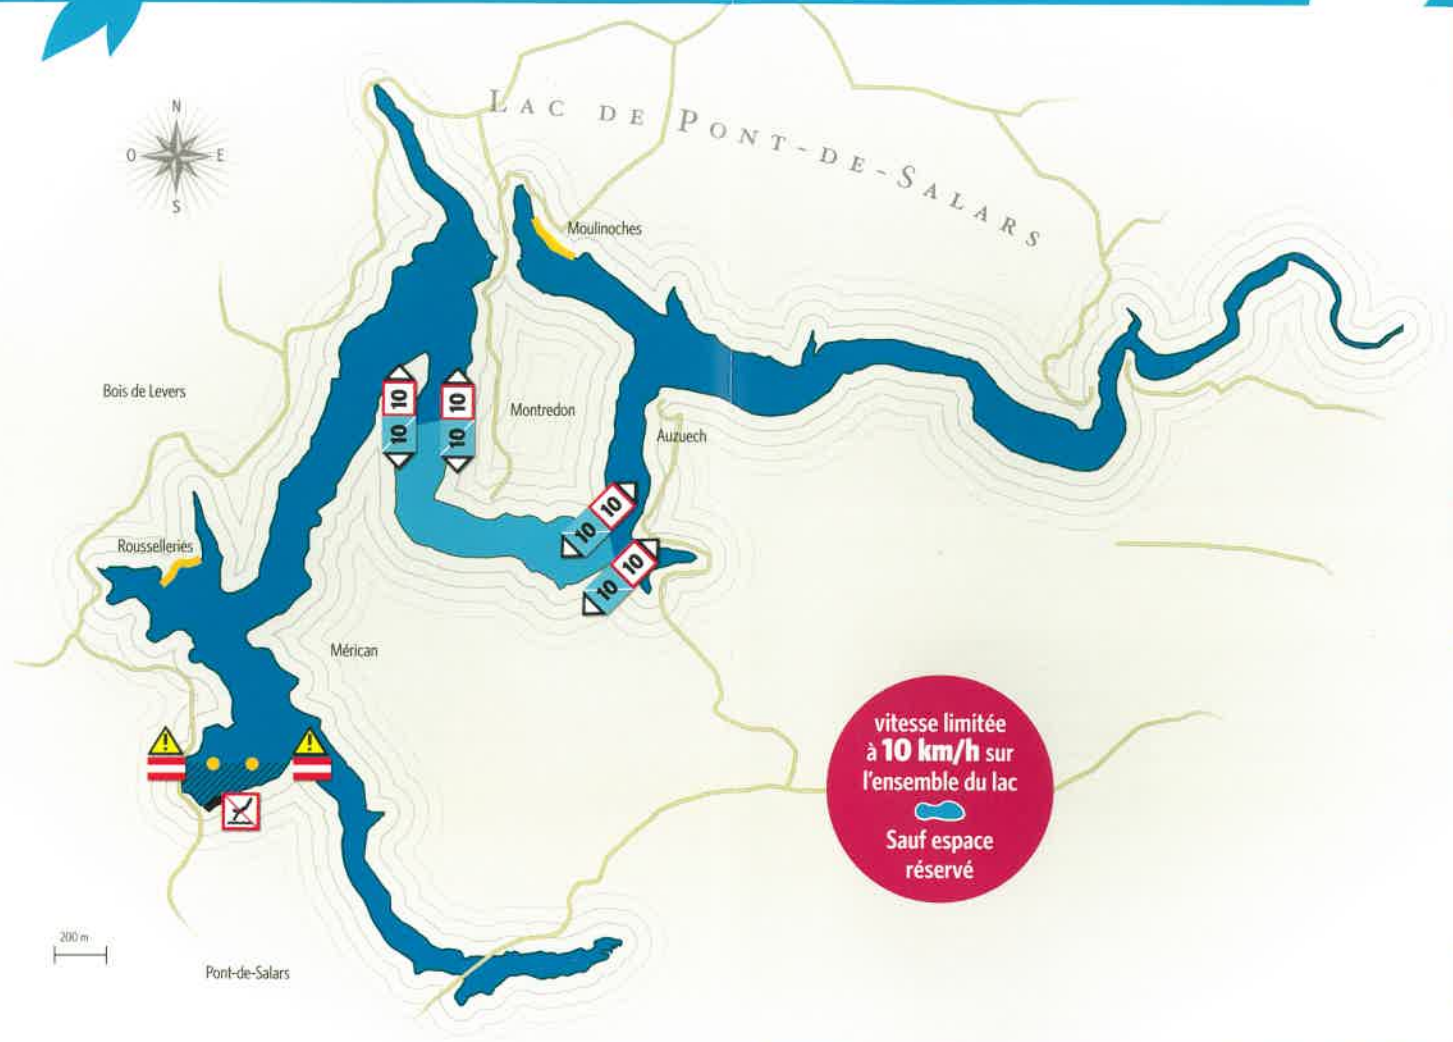 N
O E
S
LAC DE PONT-DE-SALARS
Moulinoches
Bois de Levers
10 10
10 10
Montredon
Auzuech
10
10
Rousselleries
10
10
Mérican
!
!
vitesse limitée
à 10 km/h sur
l'ensemble du lac
Sauf espace
réservé
200 m
Pont-de-Salars